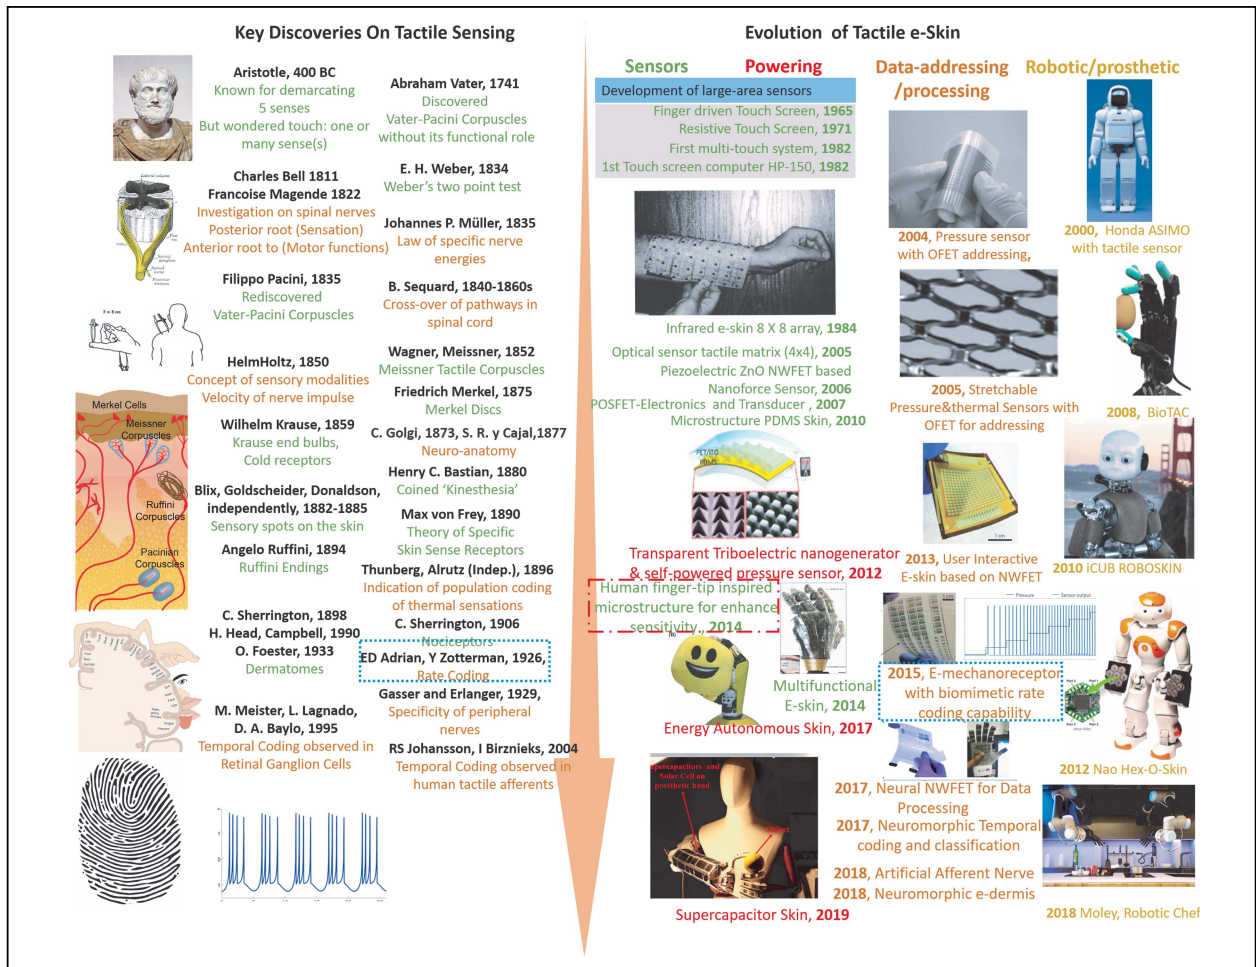 Key Discoveries On Tactile Sensing
Aristotle, 400 BC
Known for demarcating
5 senses
But wondered touch: one or
many sense(s)
Charles Bell 1811
Francoise Magende 1822
Investigation on spinal nerves
Posterior root (Sensation)
Anterior root to (Motor functions)
Filippo Pacini, 1835
Rediscovered
Vater-Pacini Corpuscles
HelmHoltz, 1850
Concept of sensory modalities
Velocity of nerve impulse
Wilhelm Krause, 1859
Krause end bulbs,
Cold receptors
Blix, Goldscheider, Donaldson,
independently, 1882-1885
Sensory spots on the skin
Angelo Ruffini, 1894
Ruffini Endings
C. Sherrington, 1898
H. Head, Campbell, 1990
O. Foester, 1933
Dermatomes
M. Meister, L. Lagnado,
D. A. Baylo, 1995
Temporal Coding observed in
Retinal Ganglion Cells
Merkel Cells
Meissner
Corpuscles
Ruffini
Corpuscles
Pacinian
Corpuscles
Abraham Vater, 1741
Discovered
Vater-Pacini Corpuscles
without its functional role
E. H. Weber, 1834
Weber's two point test
Johannes P. Müller, 1835
Law of specific nerve
energies
B. Sequard, 1840-1860s
Cross-over of pathways in
spinal cord
Wagner, Meissner, 1852
Meissner Tactile Corpuscles
Friedrich Merkel, 1875
Merkel Discs
C. Golgi, 1873, S. R. y Cajal,1877
Neuro-anatomy
Henry C. Bastian, 1880
Coined 'Kinesthesia'
Max von Frey, 1890
Theory of Specific
Skin Sense Receptors
Thunberg, Alrutz (Indep.), 1896
Indication of population coding
of thermal sensations
C. Sherrington, 1906
Nociceptors
ED Adrian, Y Zotterman, 1926,
Rate Coding
Gasser and Erlanger, 1929,
Specificity of peripheral
nerves
RS Johansson, I Birznieks, 2004
Temporal Coding observed in
human tactile afferents
Evolution of Tactile e-Skin
Sensors
Powering
Development of large-area sensors
Finger driven Touch Screen, 1965
Resistive Touch Screen, 1971
First multi-touch system, 1982
1st Touch screen computer HP-150, 1982
Infrared e-skin 8 X 8 array, 1984
Optical sensor tactile matrix (4x4), 2005
Piezoelectric ZnO NWFET based
Nanoforce Sensor, 2006
POSFET-Electronics and Transducer , 2007
Microstructure PDMS Skin, 2010
PET/ITO
PDMS
Transparent Triboelectric nanogenerator
& self-powered pressure sensor, 2012
Human finger-tip inspired
microstructure for enhance
sensitivity , 2014
Multifunctional
E-skin, 2014
Energy Autonomous Skin, 2017
Supercapacitors and
Solar Cell on
prosthetic hand
Object
Supercapacitor Skin, 2019
Data-addressing
/processing
2004, Pressure sensor
with OFET addressing,
2005, Stretchable
Pressure&thermal Sensors with
OFET for addressing
1 cm
2013, User Interactive
E-skin based on NWFET
Pressure
Sensor output
2015, E-mechanoreceptor
with biomimetic rate
coding capability
2017, Neural NWFET for Data
Processing
2017, Neuromorphic Temporal
coding and classification
2018, Artificial Afferent Nerve
2018, Neuromorphic e-dermis
Robotic/prosthetic
2000, Honda ASIMO
with tactile sensor
2008, BioTAC
2010 iCUB ROBOSKIN
2012 Nao Hex-O-Skin
2018 Moley, Robotic Chef